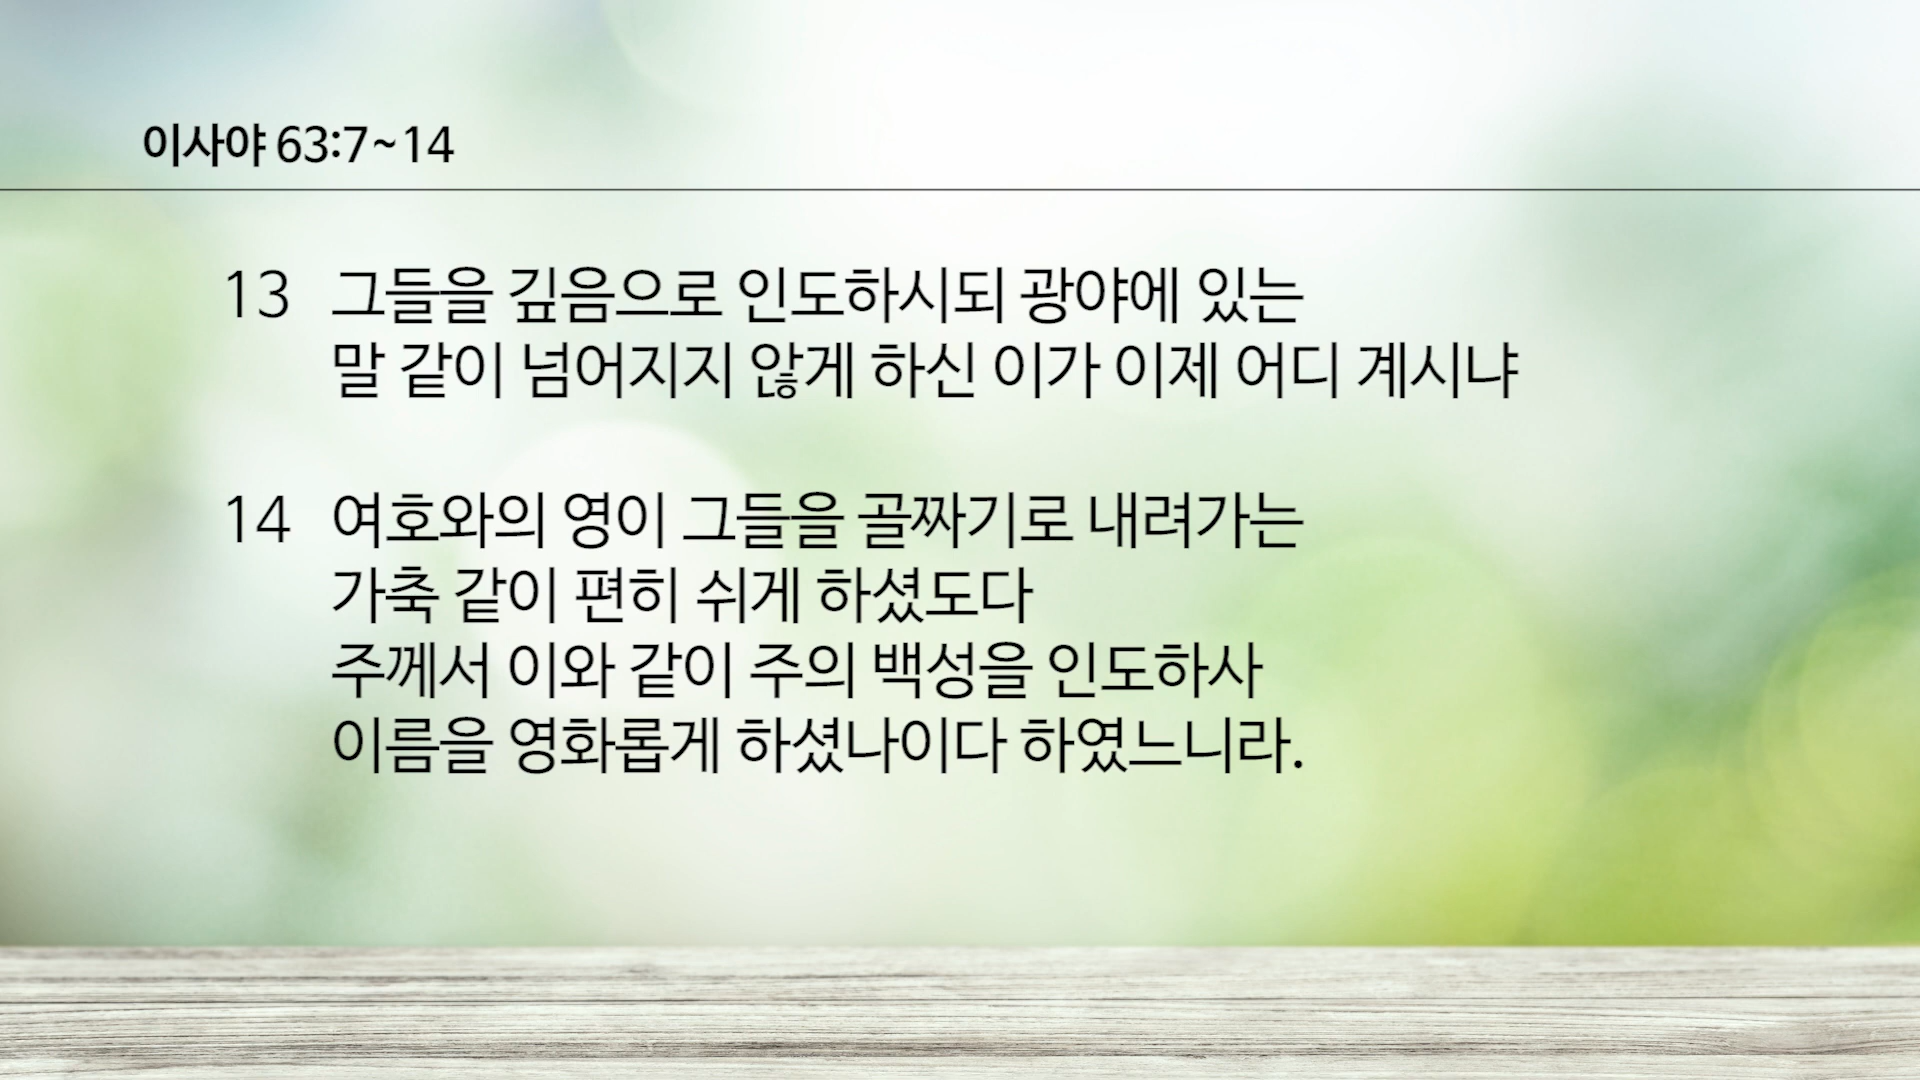 이사야 63:7~14
13 그들을 깊음으로 인도하시되 광야에 있는
말 같이 넘어지지 않게 하신 이가 이제 어디 계시냐
14 여호와의 영이 그들을 골짜기로 내려가는
가축 같이 편히 쉬게 하셨도다
주께서 이와 같이 주의 백성을 인도하사
이름을 영화롭게 하셨나이다 하였느니라.